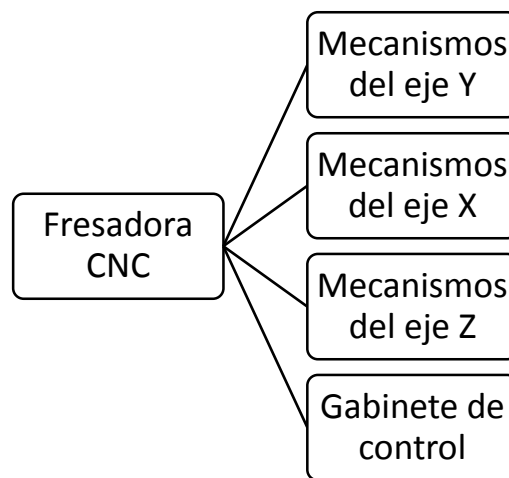 Fresadora
CNC
Mecanismos
del eje Y
Mecanismos
del eje X
Mecanismos
del eje Z
Gabinete de
control